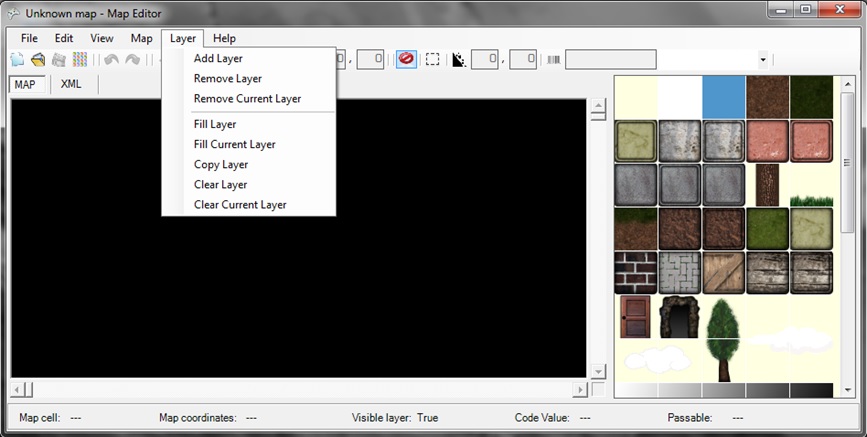 Unknown map - Map Editor
File Edit View Map Layer Help
0 , 0 0 , 0
Add Layer
Remove Layer
Remove Current Layer
Fill Layer
Fill Current Layer
Copy Layer
Clear Layer
Clear Current Layer
MAP XML
Map cell: --- Map coordinates: --- Visible layer: True Code Value: --- Passable: ---